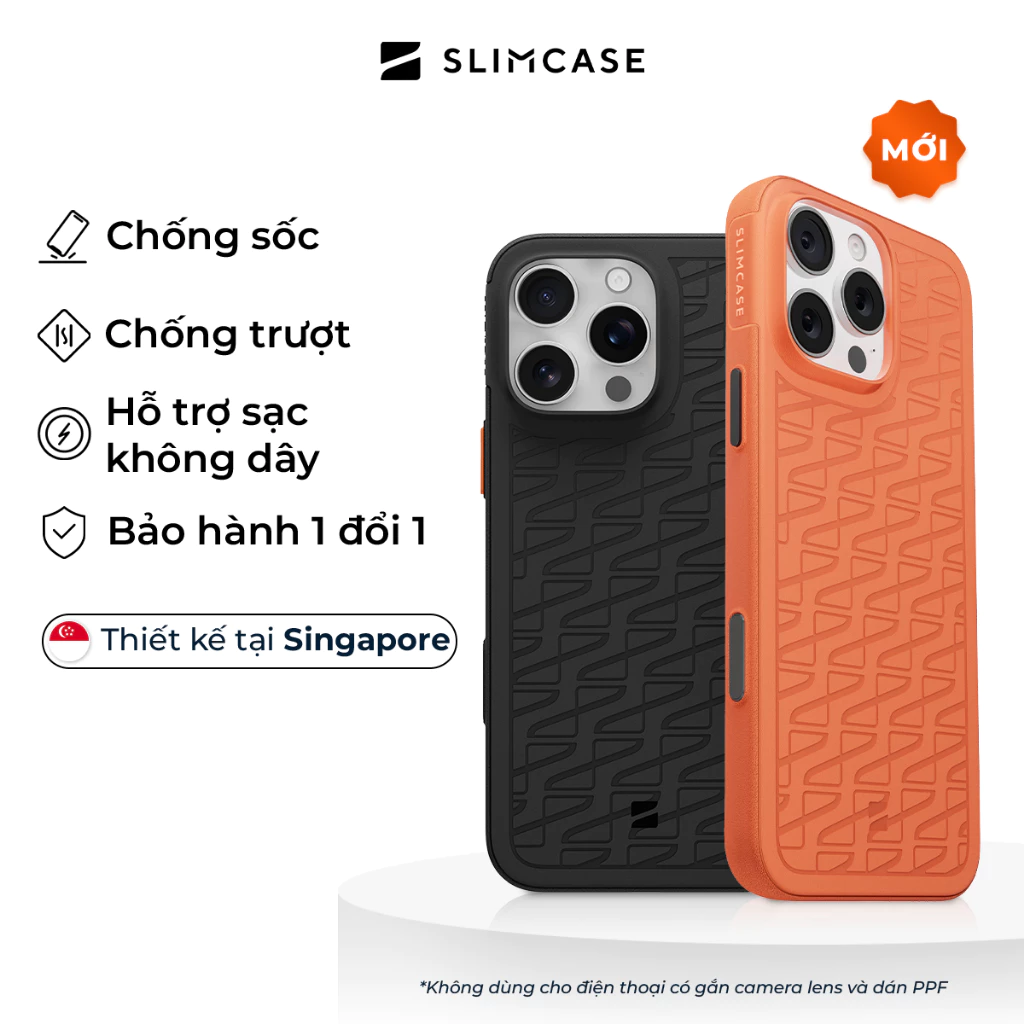 SLIMCASE
MỚI
Chống sốc
Chống trượt
Hỗ trợ sạc
không dây
Bảo hành 1 đổi 1
Thiết kế tại Singapore
SLIMCASE
*Không dùng cho điện thoại có gắn camera lens và dán PPF